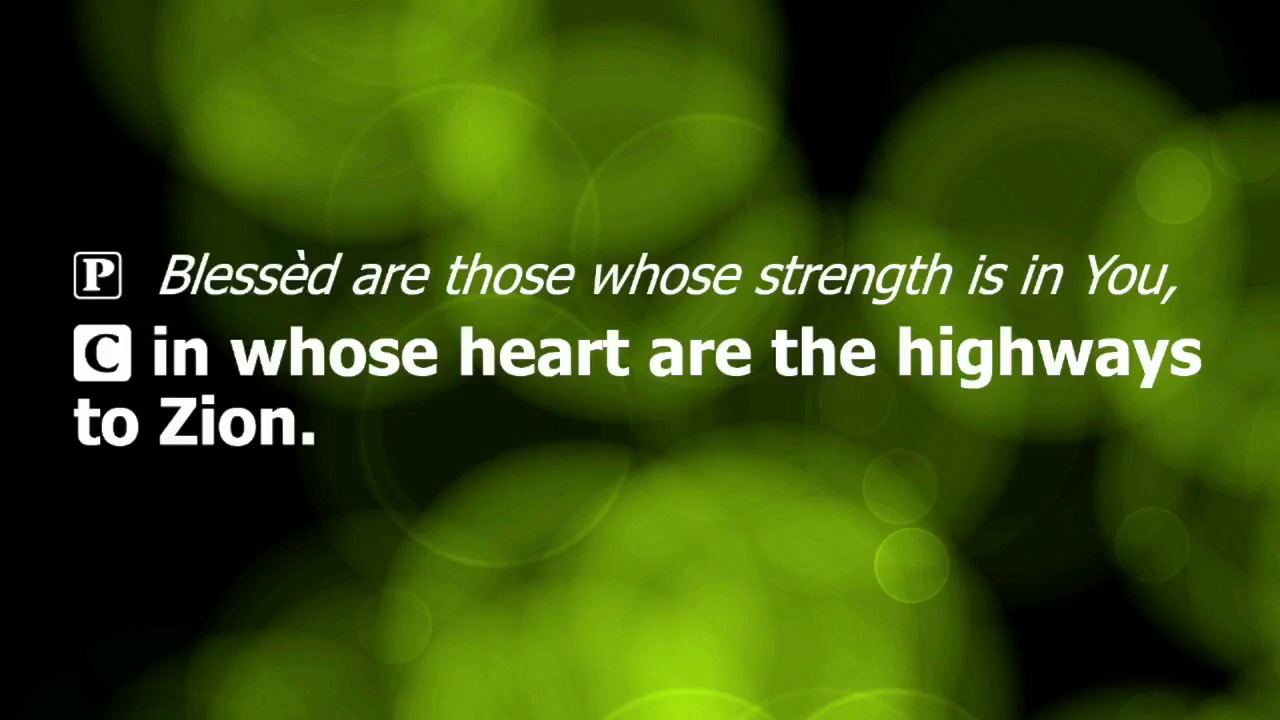 P Blessèd are those whose strength is in You,
C in whose heart are the highways
to Zion.